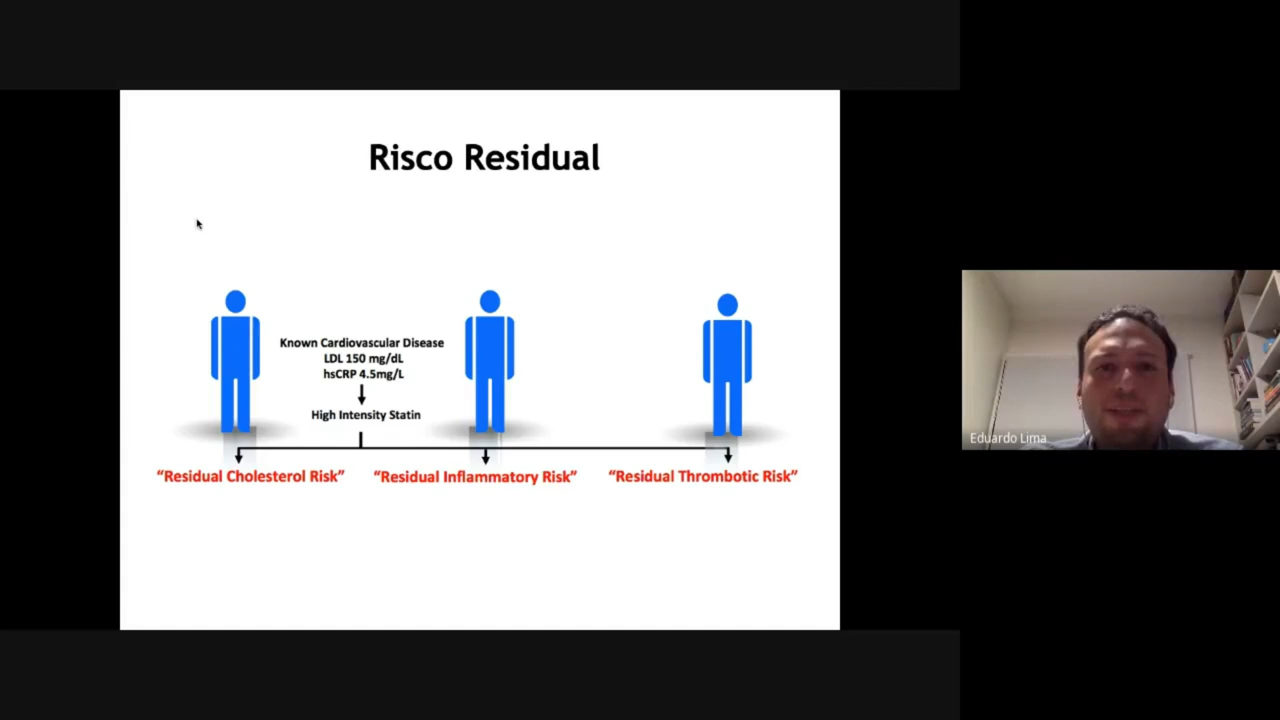 Risco Residual
Known Cardiovascular Disease
LDL 150 mg/dL
hsCRP 4.5mg/L
High Intensity Statin
“Residual Cholesterol Risk”
“Residual Inflammatory Risk”
“Residual Thrombotic Risk”
Eduardo Lima